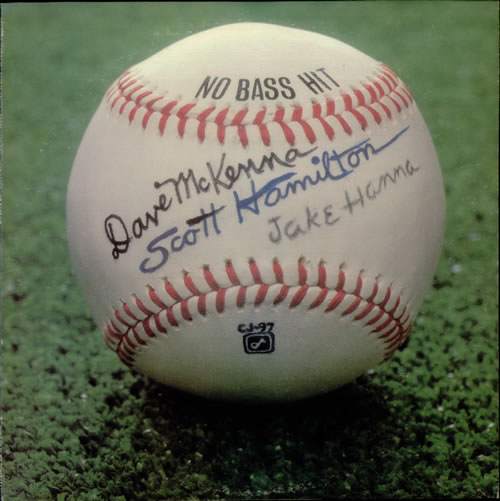 NO BASS HIT
Dave McKenna
Scott Hamilton
Jake Hanna
CJ-97